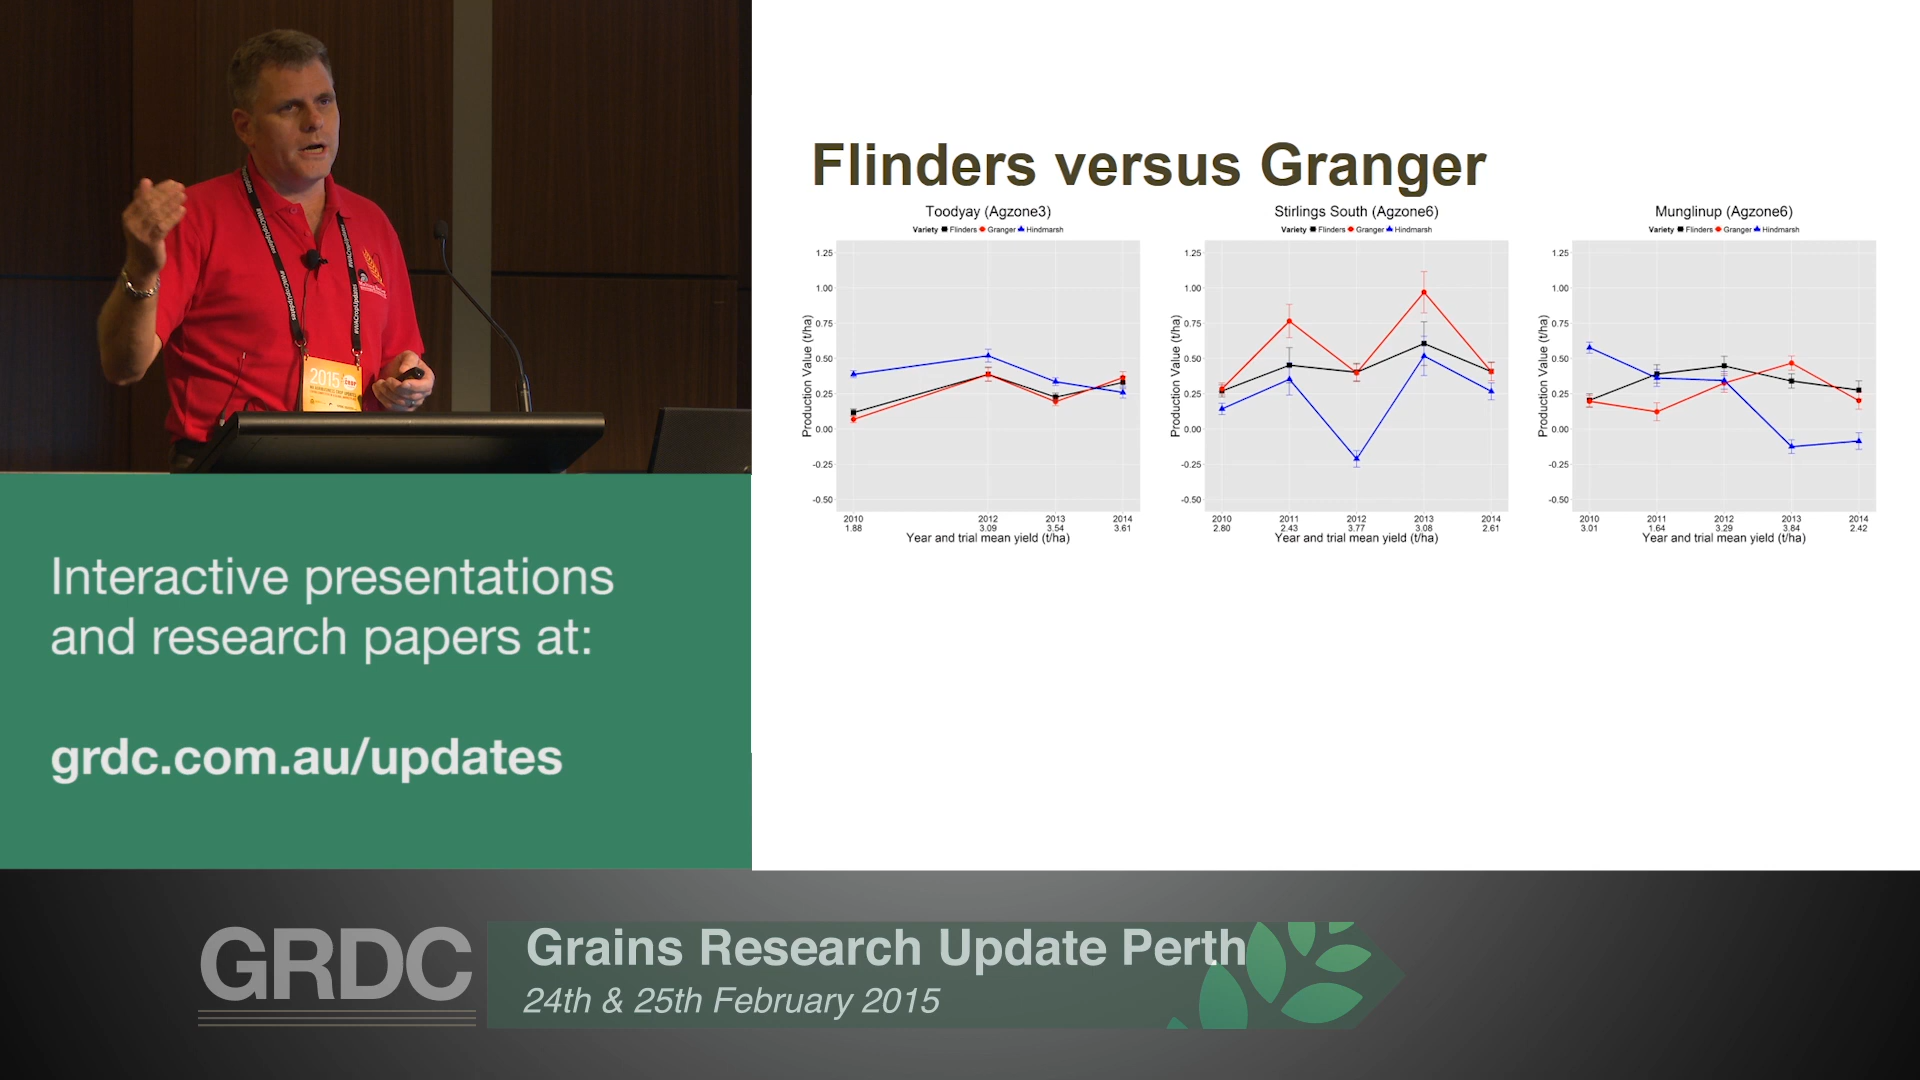 #WACropUpdates
#WACropUpdates
#WACropUpdates
2015
Flinders versus Granger
Toodyay (Agzone3)
Variety Flinders Granger Hindmarsh
Production Value (t/ha)
1.25
1.00
0.75
0.50
0.25
0.00
-0.25
-0.50
2010 2012 2013 2014
1.88 3.09 3.54 3.61
Year and trial mean yield (t/ha)
Stirlings South (Agzone6)
Variety Flinders Granger Hindmarsh
Production Value (t/ha)
1.25
1.00
0.75
0.50
0.25
0.00
-0.25
-0.50
2010 2011 2012 2013 2014
2.80 2.43 3.77 3.08 2.61
Year and trial mean yield (t/ha)
Munglinup (Agzone6)
Variety Flinders Granger Hindmarsh
Production Value (t/ha)
1.25
1.00
0.75
0.50
0.25
0.00
-0.25
-0.50
2010 2011 2012 2013 2014
3.01 1.64 3.29 3.84 2.42
Year and trial mean yield (t/ha)
Interactive presentations
and research papers at:
grdc.com.au/updates
GRDC
Grains Research Update Perth
24th & 25th February 2015